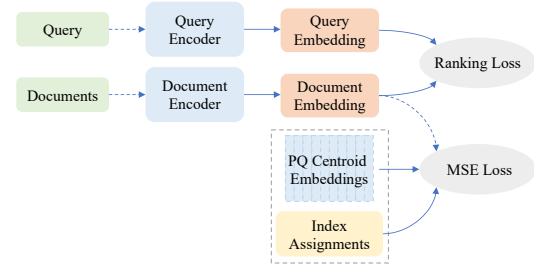 Query
Query
Encoder
Query
Embedding
Ranking Loss
Documents
Document
Encoder
Document
Embedding
PQ Centroid
Embeddings
MSE Loss
Index
Assignments